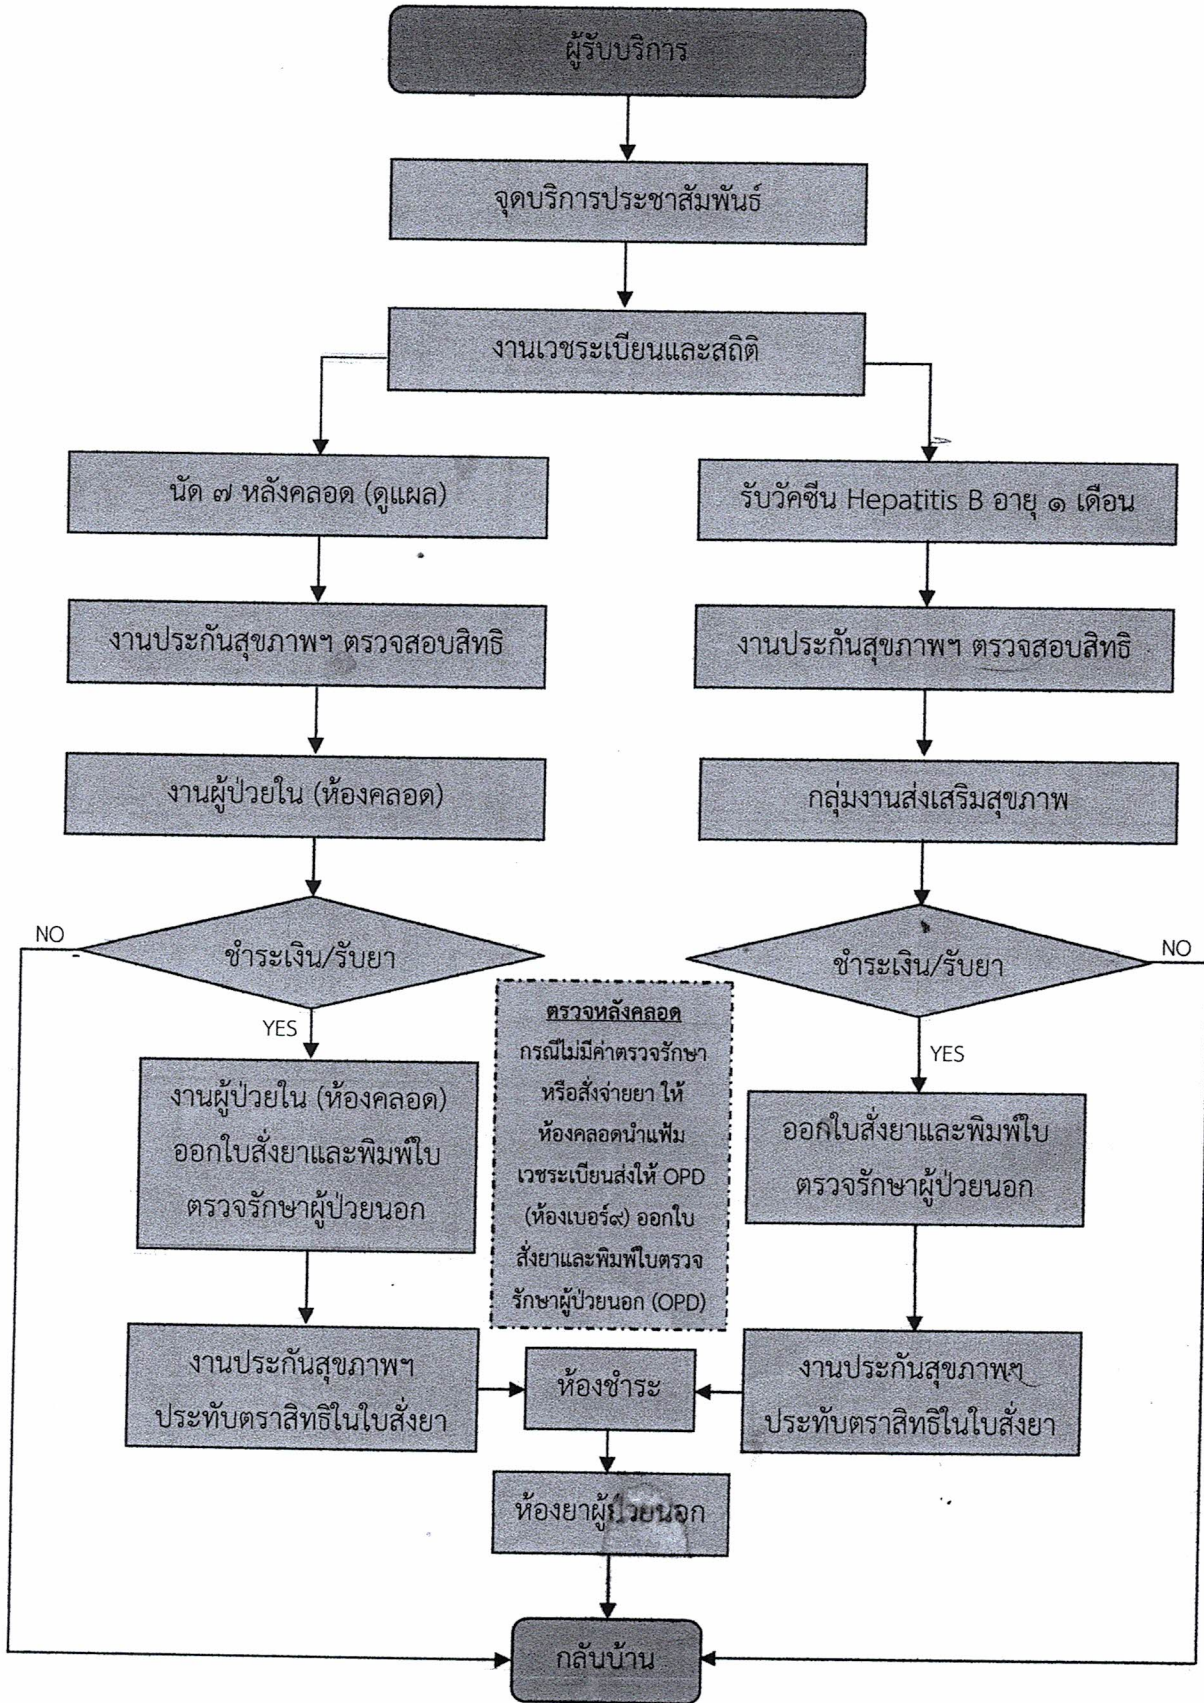 ผู้รับบริการ
จุดบริการประชาสัมพันธ์
งานเวชระเบียนและสถิติ
นัด ๗ หลังคลอด (ดูแผล)
งานประกันสุขภาพฯ ตรวจสอบสิทธิ
งานผู้ป่วยใน (ห้องคลอด)
ชำระเงิน/รับยา
NO
YES
งานผู้ป่วยใน (ห้องคลอด)
ออกใบสั่งยาและพิมพ์ใบ
ตรวจรักษาผู้ป่วยนอก
งานประกันสุขภาพฯ
ประทับตราสิทธิในใบสั่งยา
รับวัคซีน Hepatitis B อายุ ๑ เดือน
งานประกันสุขภาพฯ ตรวจสอบสิทธิ
กลุ่มงานส่งเสริมสุขภาพ
ชำระเงิน/รับยา
NO
YES
ออกใบสั่งยาและพิมพ์ใบ
ตรวจรักษาผู้ป่วยนอก
งานประกันสุขภาพฯ
ประทับตราสิทธิในใบสั่งยา
ตรวจหลังคลอด
กรณีไม่มีค่าตรวจรักษา
หรือสั่งจ่ายยา ให้
ห้องคลอดนำแฟ้ม
เวชระเบียนส่งให้ OPD
(ห้องเบอร์๙) ออกใบ
สั่งยาและพิมพ์ใบตรวจ
รักษาผู้ป่วยนอก (OPD)
ห้องชำระ
ห้องยาผู้ป่วยนอก
กลับบ้าน